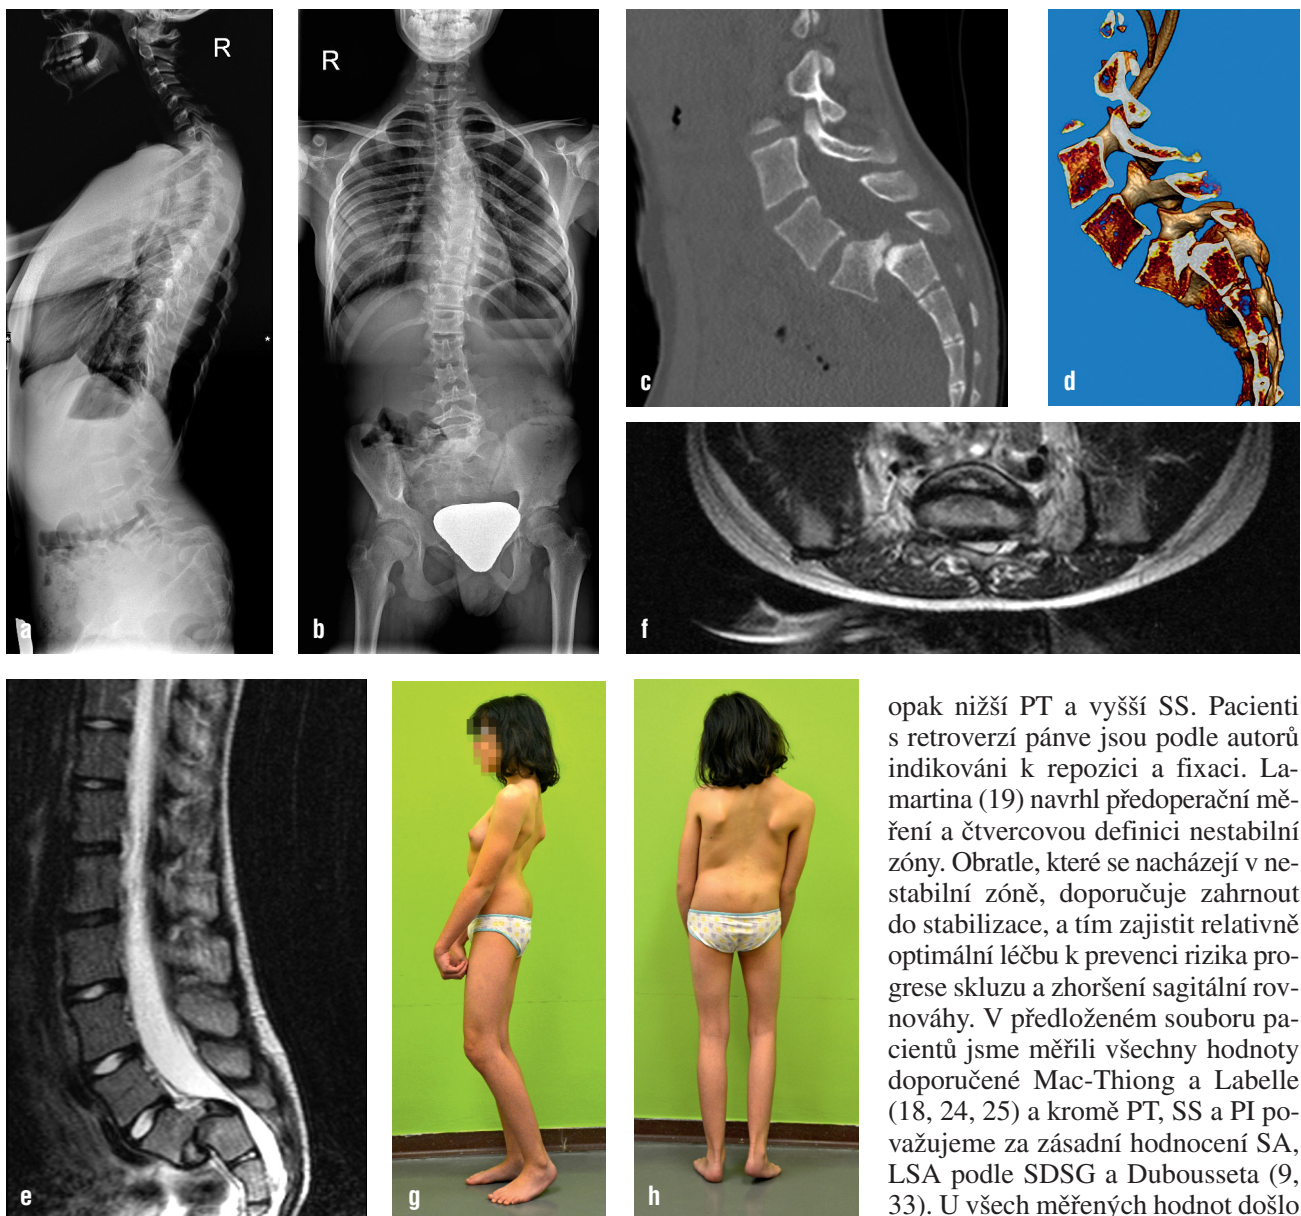 R
R
a
b
c
d
f
e
g
h
opak nižší PT a vyšší SS. Pacienti
s retroverzí pánve jsou podle autorů
indikováni k repozici a fixaci. La-
martina (19) navrhl předoperační mě-
ření a čtvercovou definici nestabilní
zóny. Obratle, které se nacházejí v ne-
stabilní zóně, doporučuje zahrnout
do stabilizace, a tím zajistit relativně
optimální léčbu k prevenci rizika pro-
grese skluzu a zhoršení sagitální rov-
nováhy. V předloženém souboru pa-
cientů jsme měřili všechny hodnoty
doporučené Mac-Thiong a Labelle
(18, 24, 25) a kromě PT, SS a PI po-
važujeme za zásadní hodnocení SA,
LSA podle SDSG a Dubousseta (9,
33). U všech měřených hodnot došlo